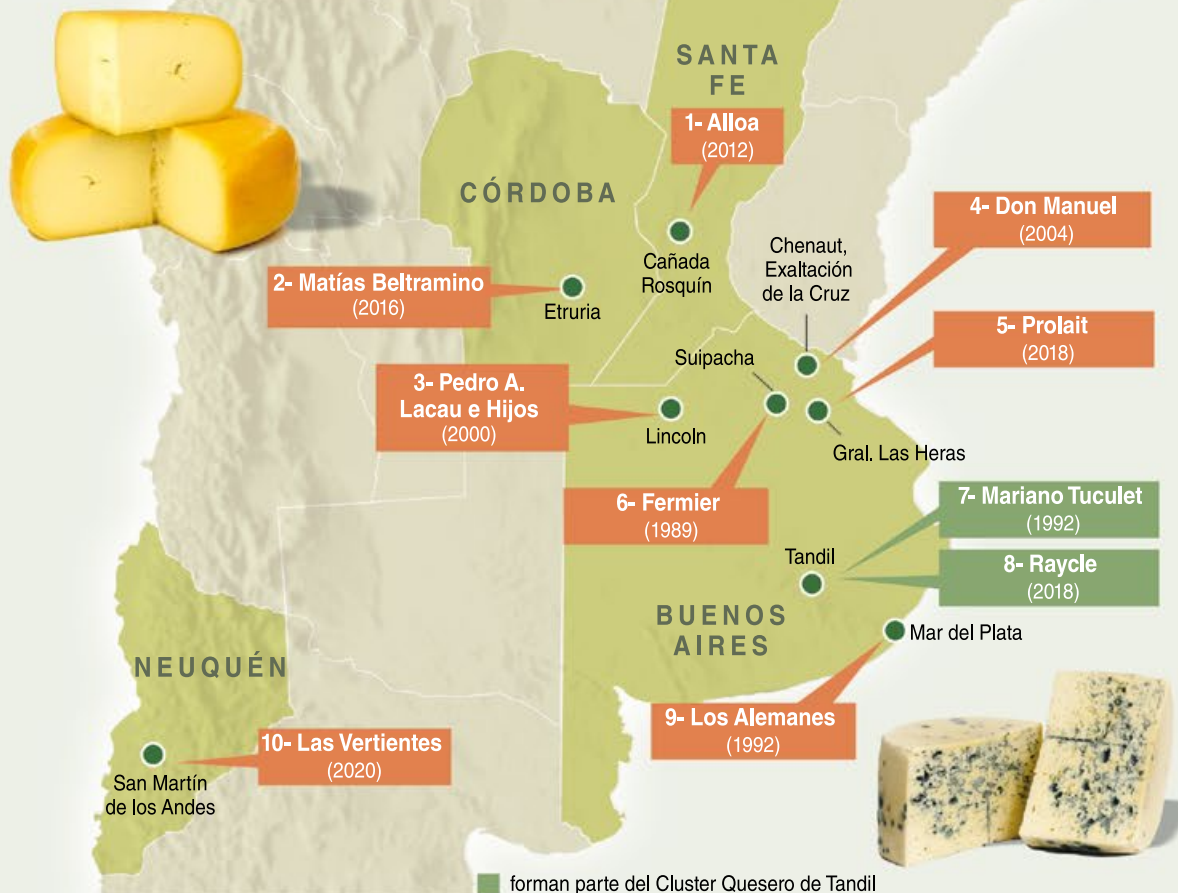 SANTA
FE
1- Alloa
(2012)
CÓRDOBA
Cañada
Rosquín
4- Don Manuel
(2004)
Chenaut,
Exaltación
de la Cruz
2- Matías Beltramino
(2016)
Etruria
5- Prolait
(2018)
Suipacha
3- Pedro A.
Lacau e Hijos
(2000)
Lincoln
Gral. Las Heras
6- Fermier
(1989)
7- Mariano Tuculet
(1992)
Tandil
8- Raycle
(2018)
BUENOS
AIRES
Mar del Plata
NEUQUÉN
9- Los Alemanes
(1992)
10- Las Vertientes
(2020)
San Martín
de los Andes
forman parte del Cluster Quesero de Tandil